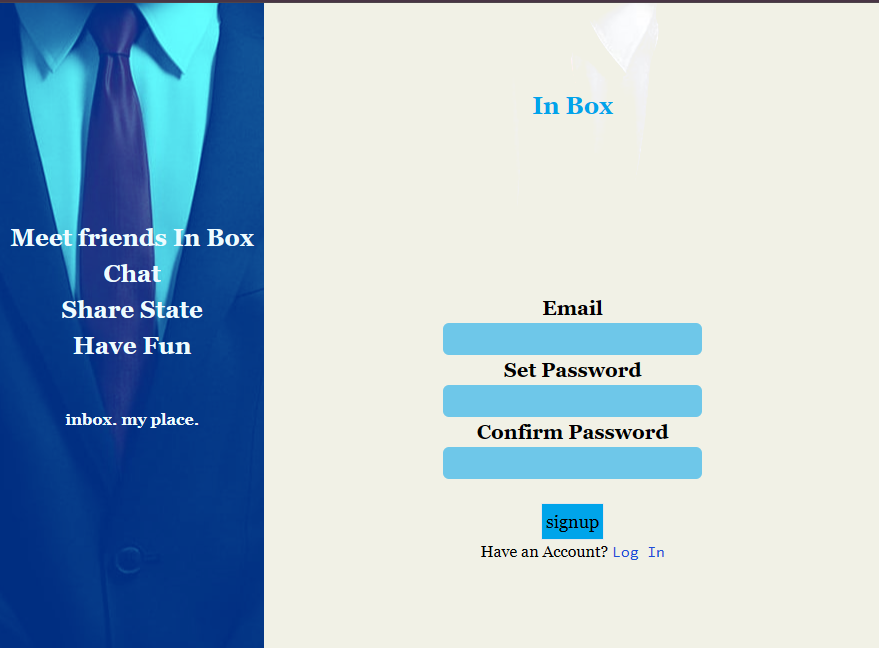 Meet friends In Box
Chat
Share State
Have Fun
inbox. my place.
In Box
Email
Set Password
Confirm Password
signup
Have an Account? Log In